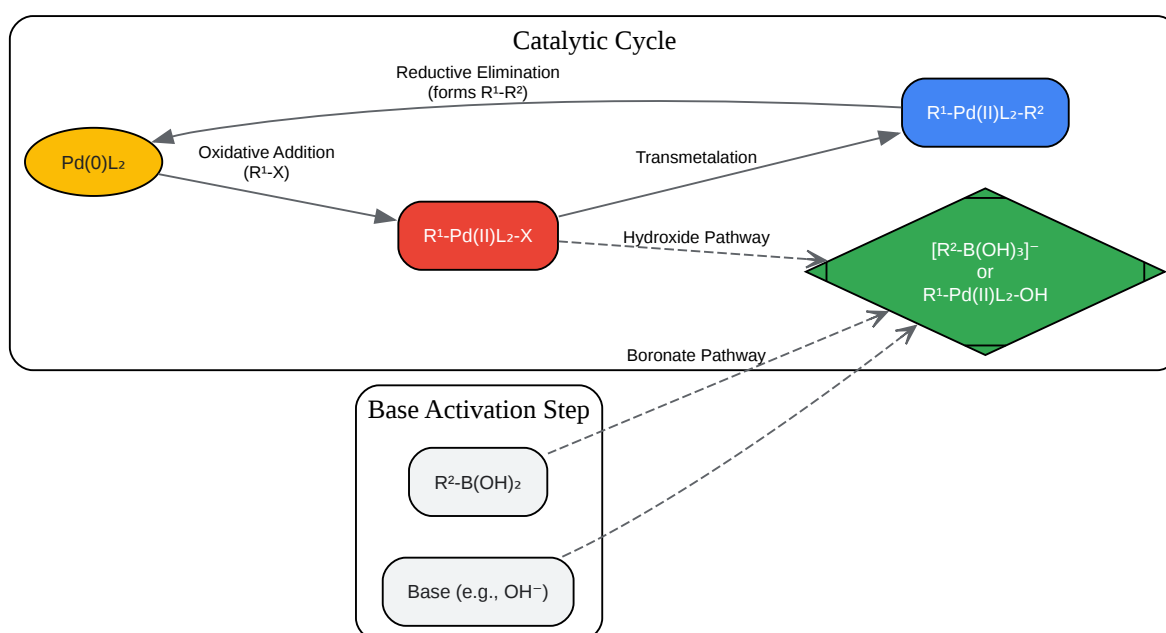 Catalytic Cycle
Reductive Elimination
(forms R¹-R²)
R¹-Pd(II)L₂-R²
Pd(0)L₂
Oxidative Addition
(R¹-X)
Transmetalation
R¹-Pd(II)L₂-X
Hydroxide Pathway
[R²-B(OH)₃]⁻
or
R¹-Pd(II)L₂-OH
Boronate Pathway
Base Activation Step
R²-B(OH)₂
Base (e.g., OH⁻)